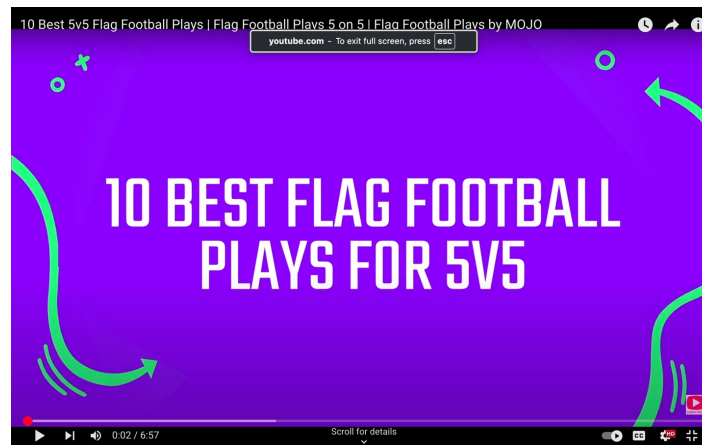 10 Best 5v5 Flag Football Plays | Flag Football Plays 5 on 5 | Flag Football Plays by MOJO
youtube.com - To exit full screen, press esc
10 BEST FLAG FOOTBALL
PLAYS FOR 5V5
0:02 / 6:57
Scroll for details
CC
HD